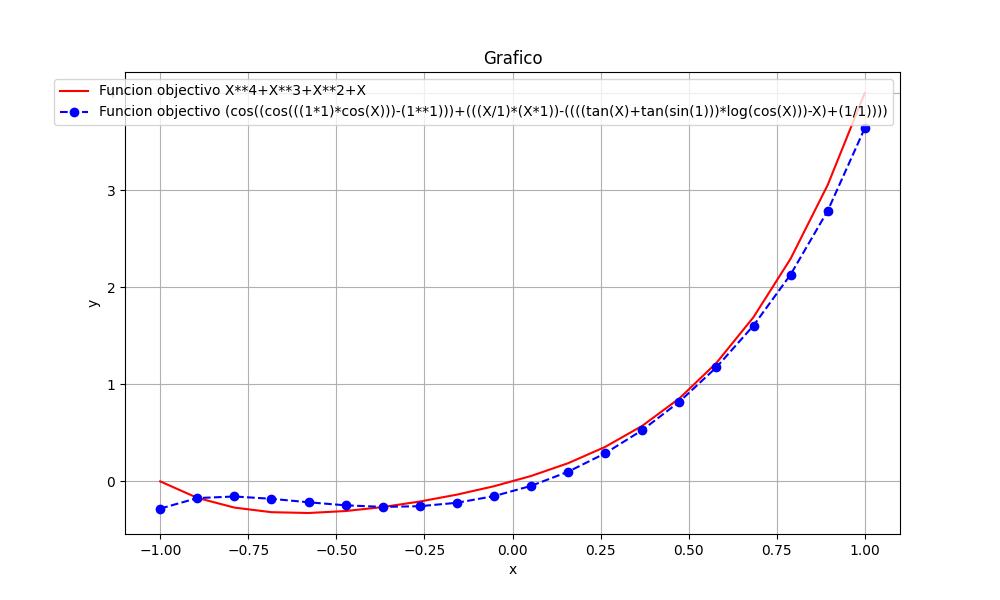 Grafico
Funcion objectivo X**4+X**3+X**2+X
Funcion objectivo (cos((cos(((1*1)*cos(X)))-(1**1)))+(((X/1)*(X*1))-((((tan(X)+tan(sin(1)))*log(cos(X)))-X)+(1/1))))
3
2
1
0
y
−1.00 −0.75 −0.50 −0.25 0.00 0.25 0.50 0.75 1.00
x